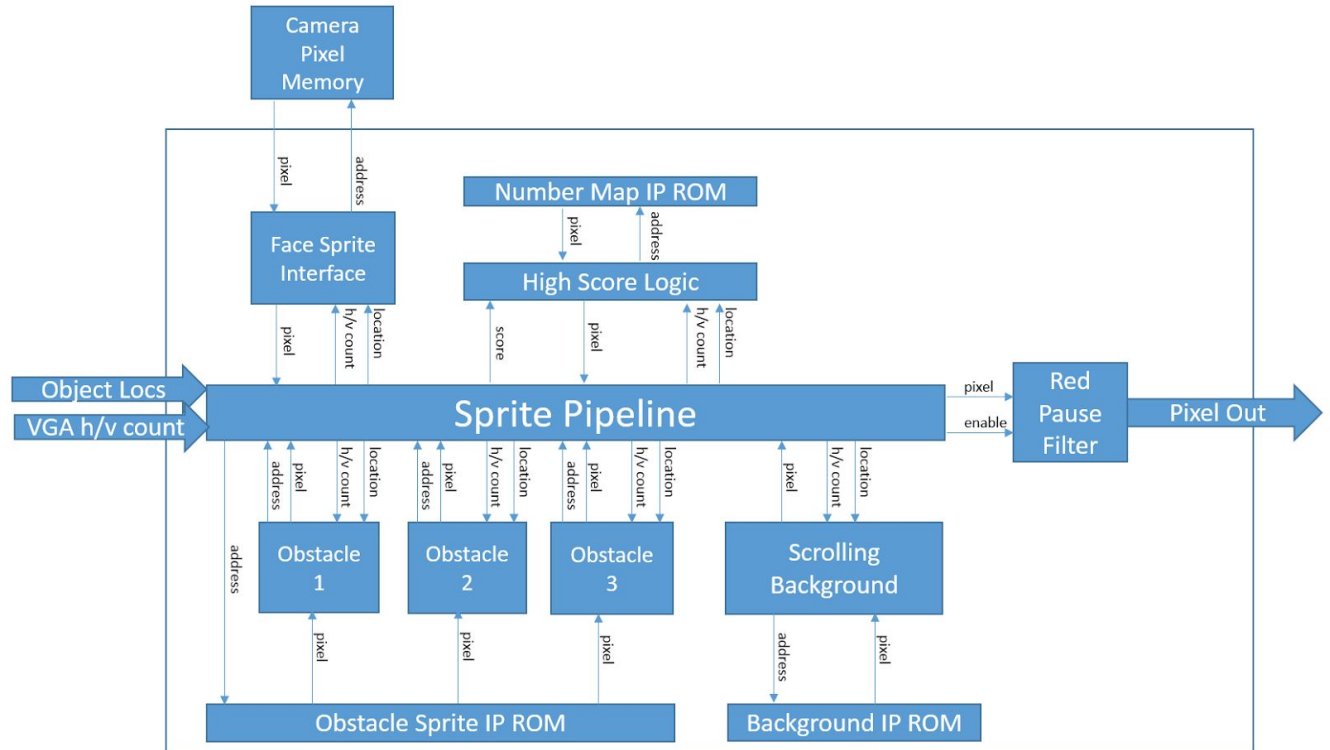 Camera
Pixel
Memory
pixel
address
Number Map IP ROM
pixel
address
Face Sprite
Interface
High Score Logic
pixel
h/v count
location
score
pixel
h/v count
location
Object Locs
VGA h/v count
Sprite Pipeline
pixel
enable
Red
Pause
Filter
Pixel Out
address
address
pixel
h/v count
location
address
pixel
h/v count
location
address
pixel
h/v count
location
pixel
h/v count
location
Obstacle
1
Obstacle
2
Obstacle
3
Scrolling
Background
pixel
pixel
pixel
address
pixel
Obstacle Sprite IP ROM
Background IP ROM